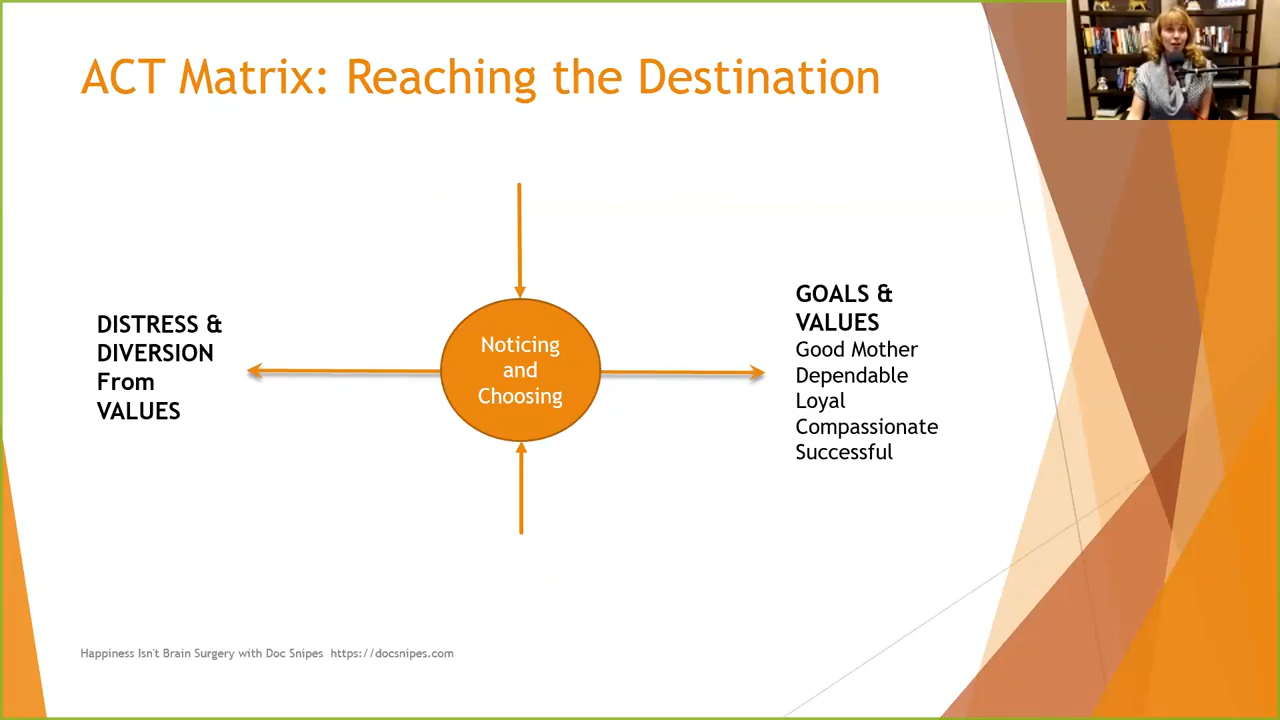 ACT Matrix: Reaching the Destination
DISTRESS &
DIVERSION
From
VALUES
Noticing
and
Choosing
GOALS &
VALUES
Good Mother
Dependable
Loyal
Compassionate
Successful
Happiness Isn't Brain Surgery with Doc Snipes https://docsnipes.com